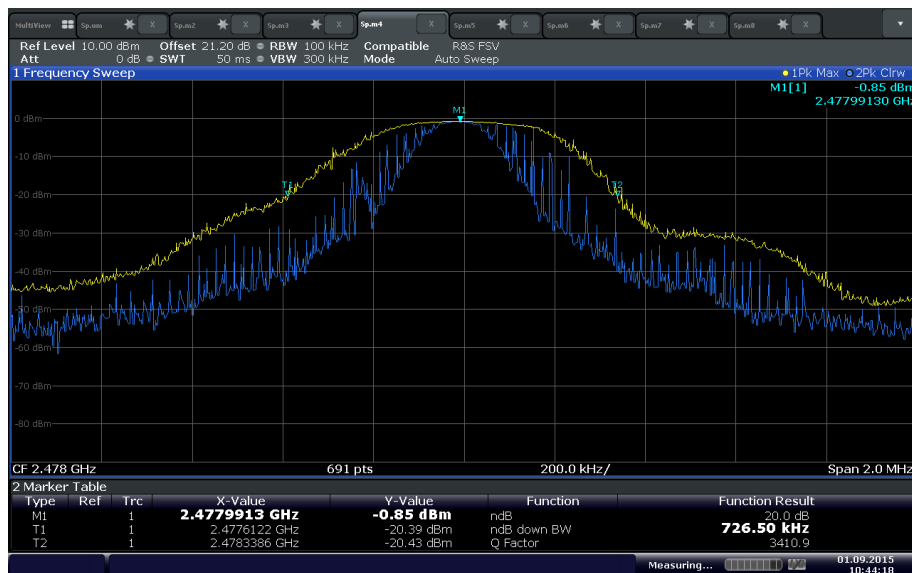 MultiView Sp.um X Sp.m2 X Sp.m3 X Sp.m4 X Sp.m5 X Sp.m6 X Sp.m7 X Sp.m8 X
Ref Level 10.00 dBm Offset 21.20 dB RBW 100 kHz Compatible R&S FSV
Att 0 dB SWT 50 ms VBW 300 kHz Mode Auto Sweep
1 Frequency Sweep 1Pk Max 2Pk Clrw
M1[1] -0.85 dBm
2.47799130 GHz
M1
0 dBm
-10 dBm
T1 T2
-20 dBm
-30 dBm
-40 dBm
-50 dBm
-60 dBm
-70 dBm
-80 dBm
CF 2.478 GHz 691 pts 200.0 kHz/ Span 2.0 MHz
2 Marker Table
Type Ref Trc X-Value Y-Value Function Function Result
M1 1 2.4779913 GHz -0.85 dBm ndB 20.0 dB
T1 1 2.4776122 GHz -20.39 dBm ndB down BW 726.50 kHz
T2 1 2.4783386 GHz -20.43 dBm Q Factor 3410.9
Measuring... 01.09.2015
10:44:18